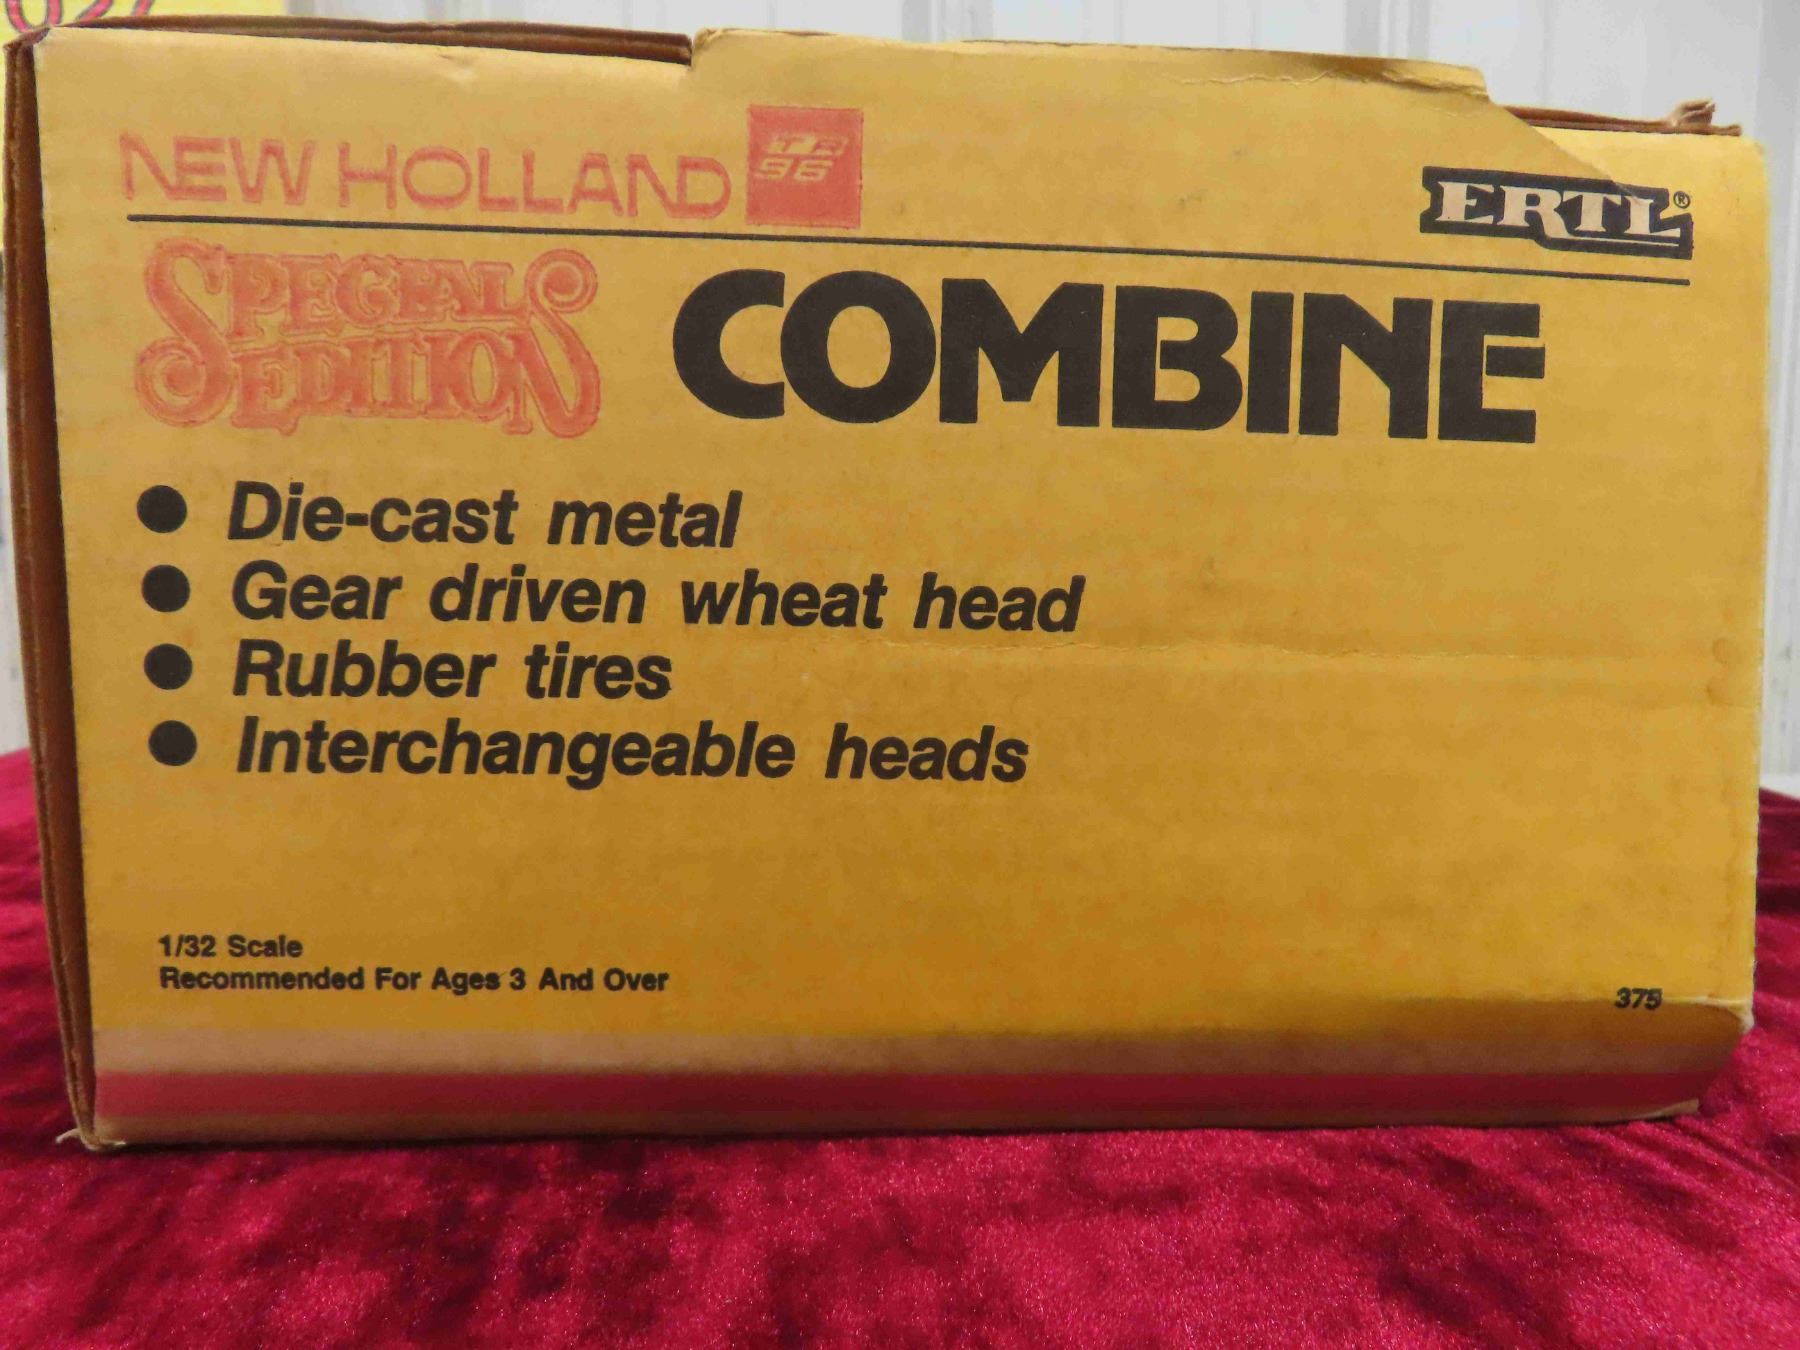 NEW HOLLAND TR 96
ERTL®
SPECIAL EDITION COMBINE
● Die-cast metal
● Gear driven wheat head
● Rubber tires
● Interchangeable heads
1/32 Scale
Recommended For Ages 3 And Over
375